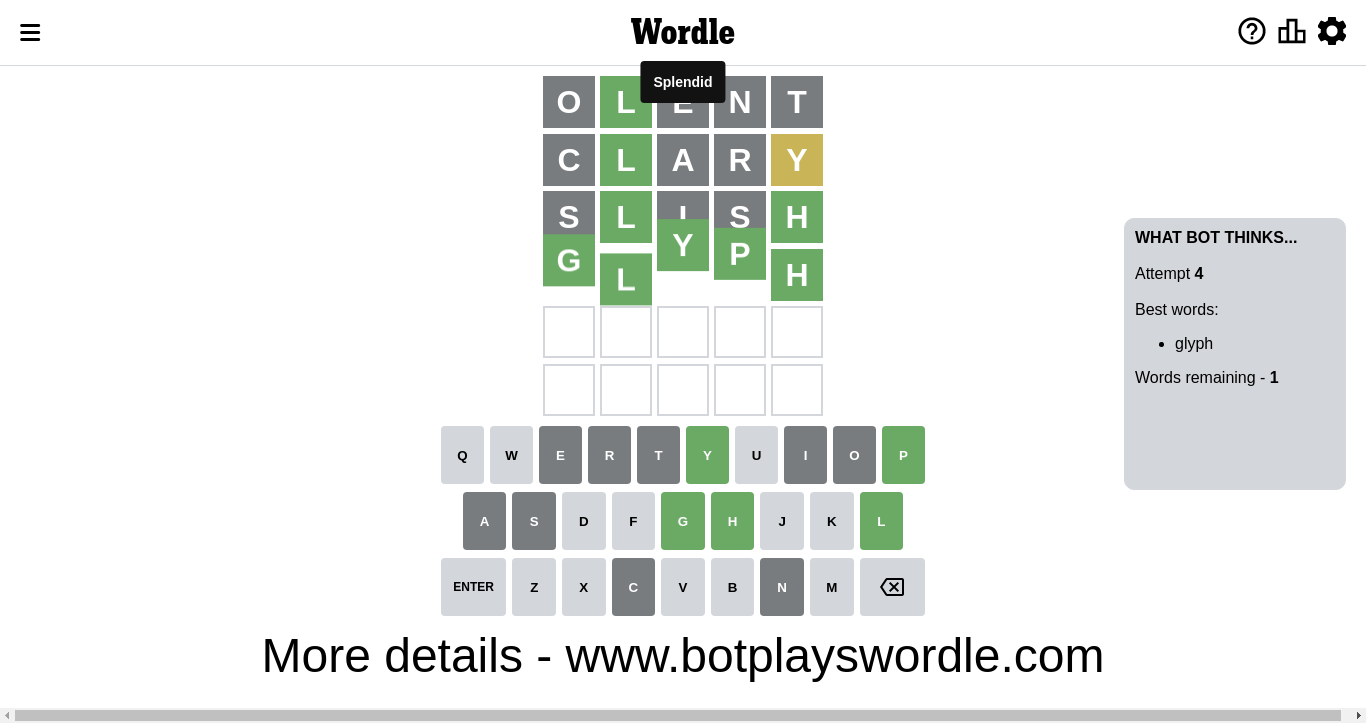 Wordle
Splendid
O L E N T
C L A R Y
S L I S H
G L Y P H
WHAT BOT THINKS...
Attempt 4
Best words:
• glyph
Words remaining - 1
Q W E R T Y U I O P
A S D F G H J K L
ENTER Z X C V B N M
More details - www.botplayswordle.com